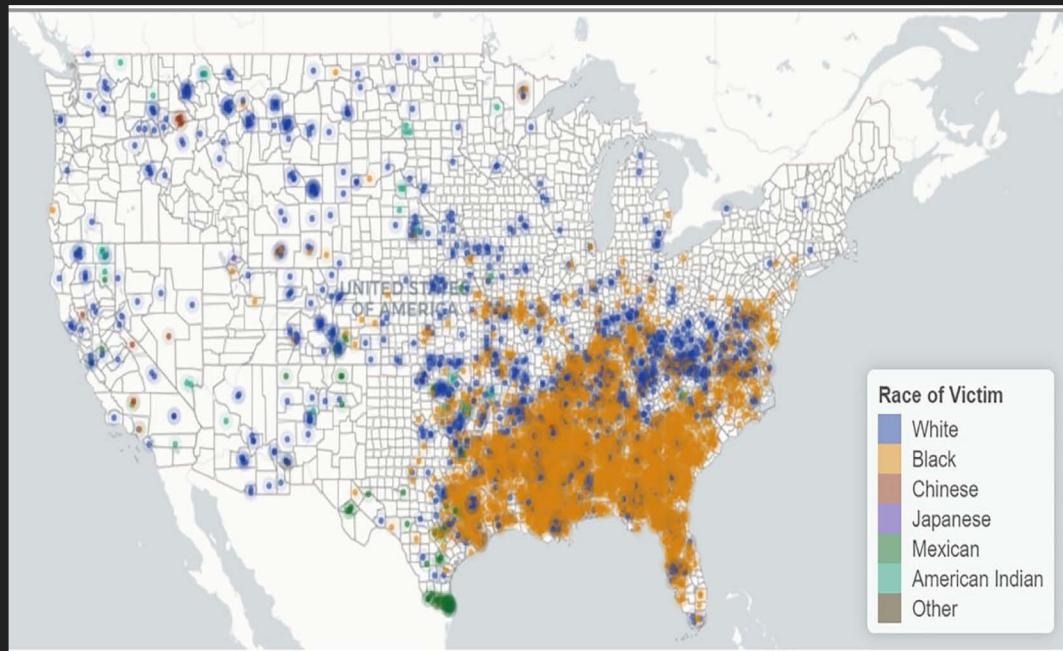 UNITED STATES
OF AMERICA
Race of Victim
White
Black
Chinese
Japanese
Mexican
American Indian
Other